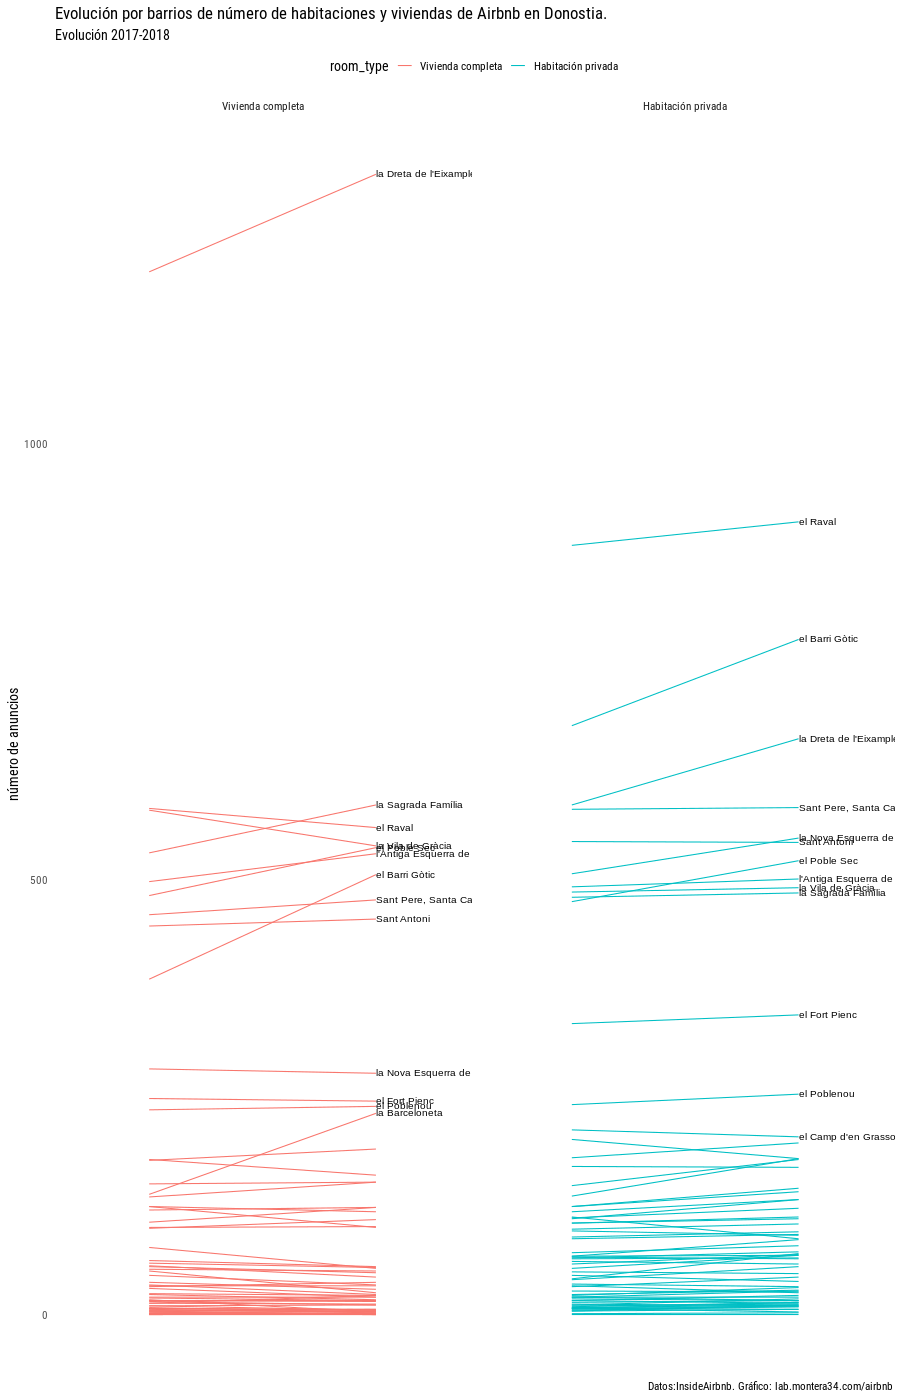 Evolución por barrios de número de habitaciones y viviendas de Airbnb en Donostia.
Evolución 2017-2018
room_type Vivienda completa Habitación privada
Vivienda completa Habitación privada
la Dreta de l'Eixample
1000
el Raval
el Barri Gòtic
número de anuncios
la Dreta de l'Eixample
la Sagrada Família
Sant Pere, Santa Ca
el Raval
la Nova Esquerra de
Sant Antoni
la Vila de Gràcia
el Poble Sec
l'Antiga Esquerra de
el Poble Sec
el Barri Gòtic
l'Antiga Esquerra de
500
la Vila de Gràcia
la Sagrada Família
Sant Pere, Santa Ca
Sant Antoni
el Fort Pienc
la Nova Esquerra de
el Poblenou
el Fort Pienc
el Poblenou
la Barceloneta
el Camp d'en Grasso
0
Datos:InsideAirbnb. Gráfico: lab.montera34.com/airbnb